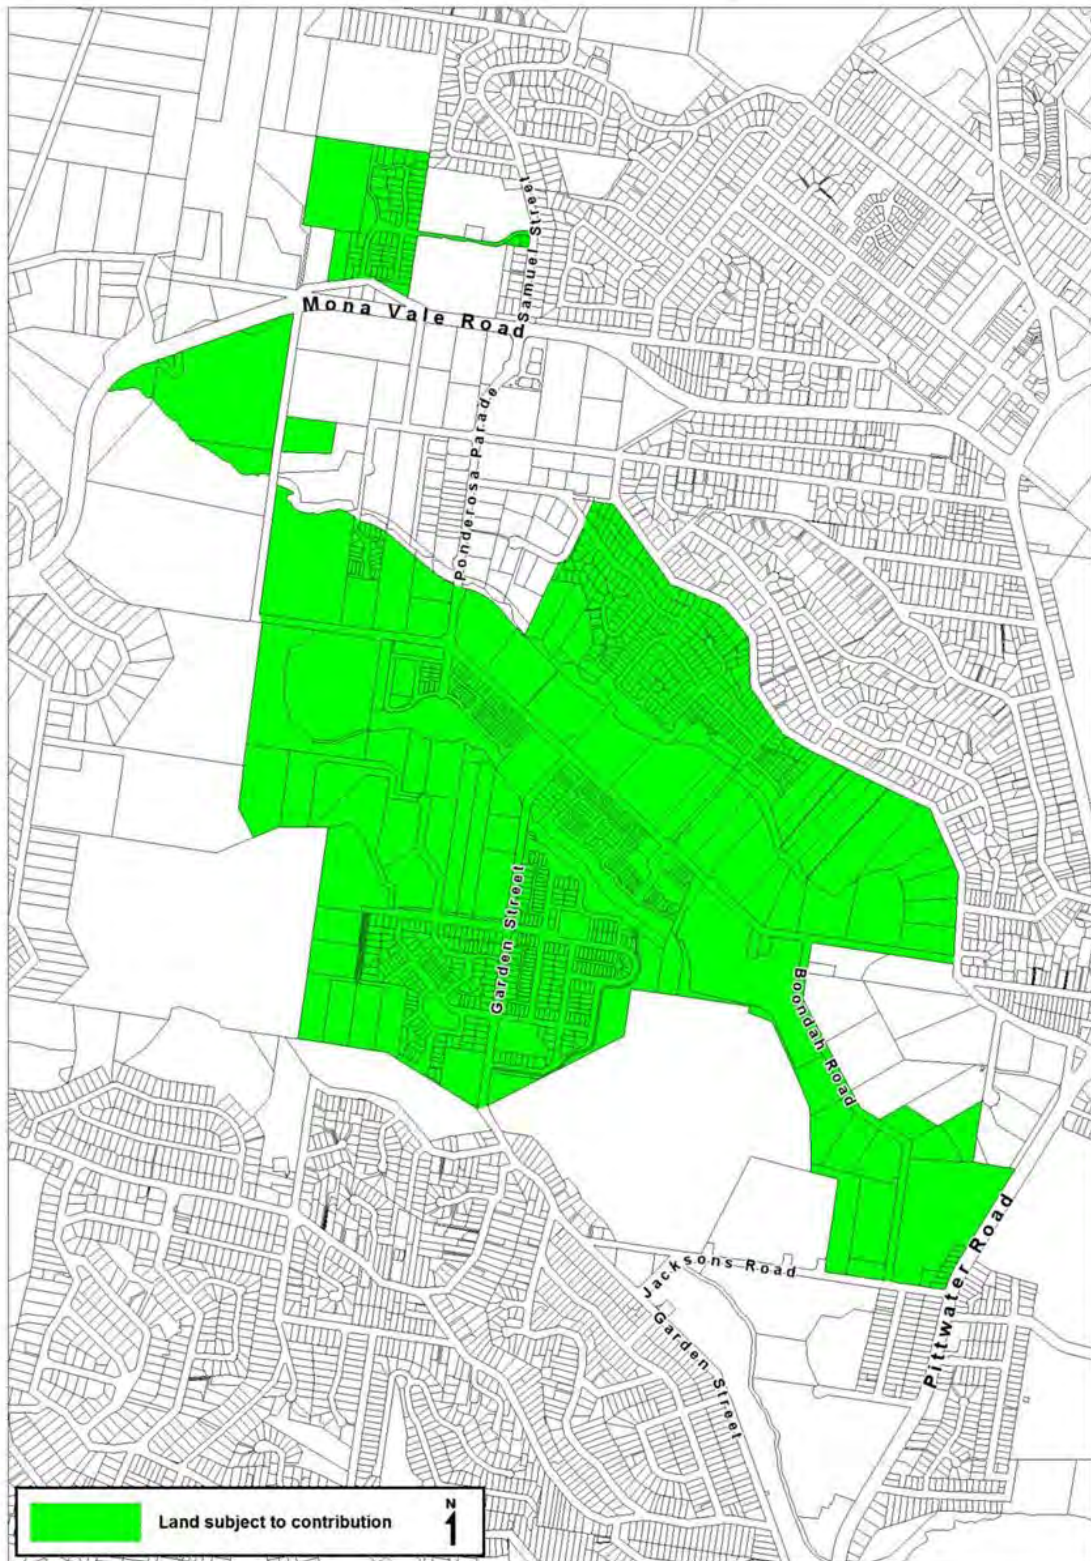 Samuel Street
Mona Vale Road
Ponderosa Parade
Garden Street
Boondah Road
Pittwater Road
Jacksons Road
Garden Street
Land subject to contribution
N
1